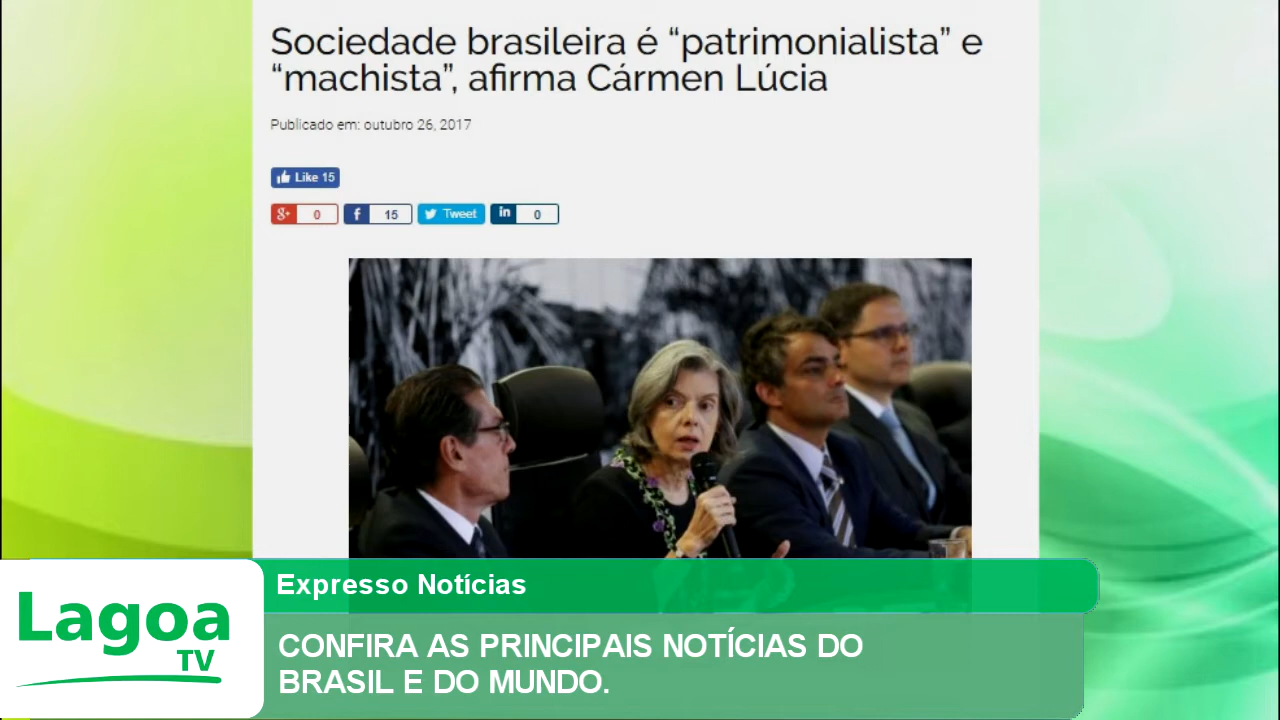 Sociedade brasileira é “patrimonialista” e
“machista”, afirma Cármen Lúcia
Publicado em: outubro 26, 2017
Like 15
0
15
Tweet
0
Expresso Notícias
Lagoa
TV
CONFIRA AS PRINCIPAIS NOTÍCIAS DO
BRASIL E DO MUNDO.